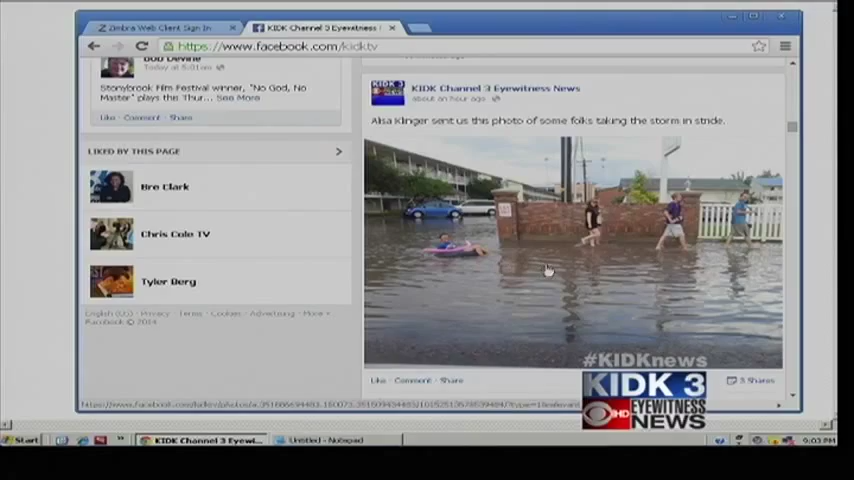 Zimbra Web Client Sign In
KIDK Channel 3 Eyewitness
https://www.facebook.com/kidktv
Bob Devine
Today at 5:01am
Stonybrook Film Festival winner, "No God, No
Master" plays this Thur... See More
Like · Comment · Share
LIKED BY THIS PAGE
Bre Clark
Chris Cole TV
Tyler Berg
English (US) · Privacy · Terms · Cookies · Advertising · More
Facebook © 2014
KIDK 3
NEWS
KIDK Channel 3 Eyewitness News
about an hour ago
Alisa Klinger sent us this photo of some folks taking the storm in stride.
Like · Comment · Share
3 Shares
#KIDKnews
KIDK 3
HD EYEWITNESS
NEWS
Start
KIDK Channel 3 Eyewi...
Untitled - Notepad
9:03 PM